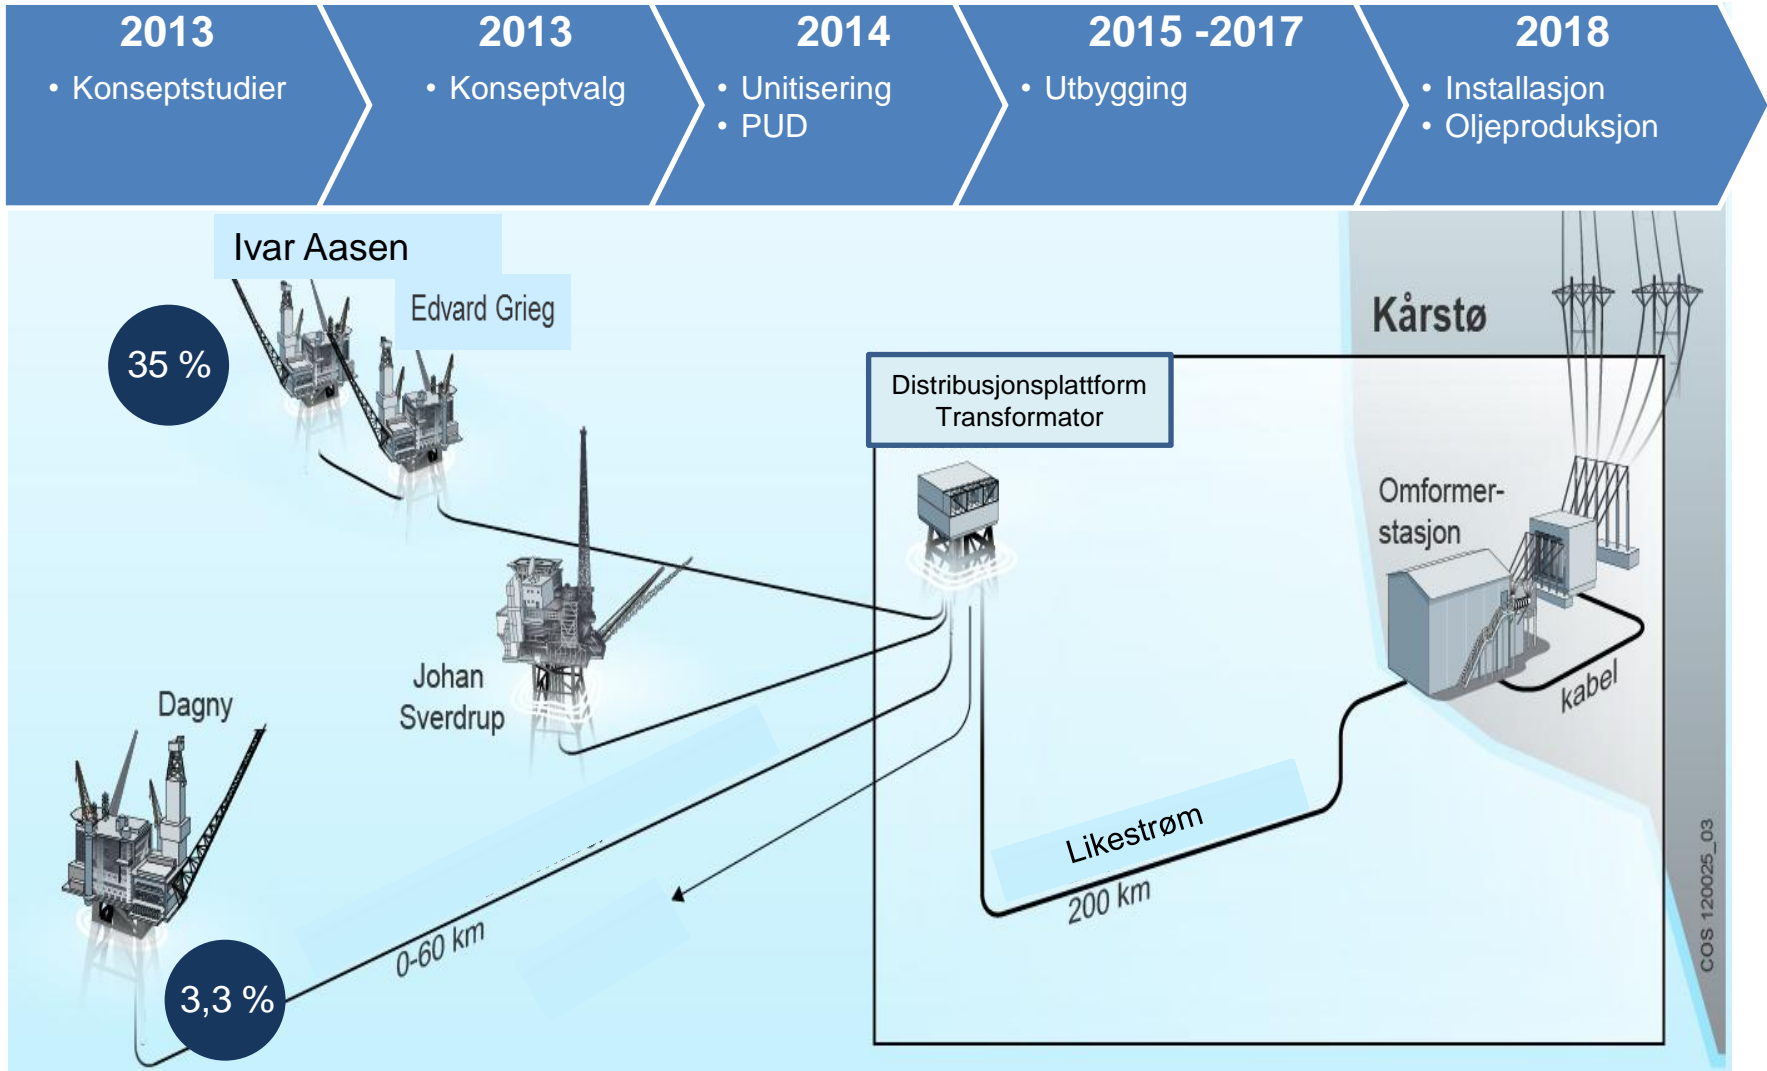 2013
• Konseptstudier
2013
• Konseptvalg
2014
• Unitisering
• PUD
2015 -2017
• Utbygging
2018
• Installasjon
• Oljeproduksjon
Ivar Aasen
Edvard Grieg
35 %
Kårstø
Distribusjonsplattform
Transformator
Omformer-
stasjon
kabel
Johan
Sverdrup
Dagny
Likestrøm
200 km
0-60 km
3,3 %
COS 120025_03